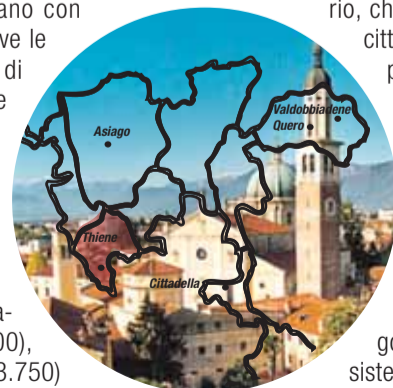 ano con
ve le
di
e
a-
00),
3.750)
Asiago
Valdobbiadene
Quero
Thiene
Cittadella
rio, ch
citt
p
go
siste